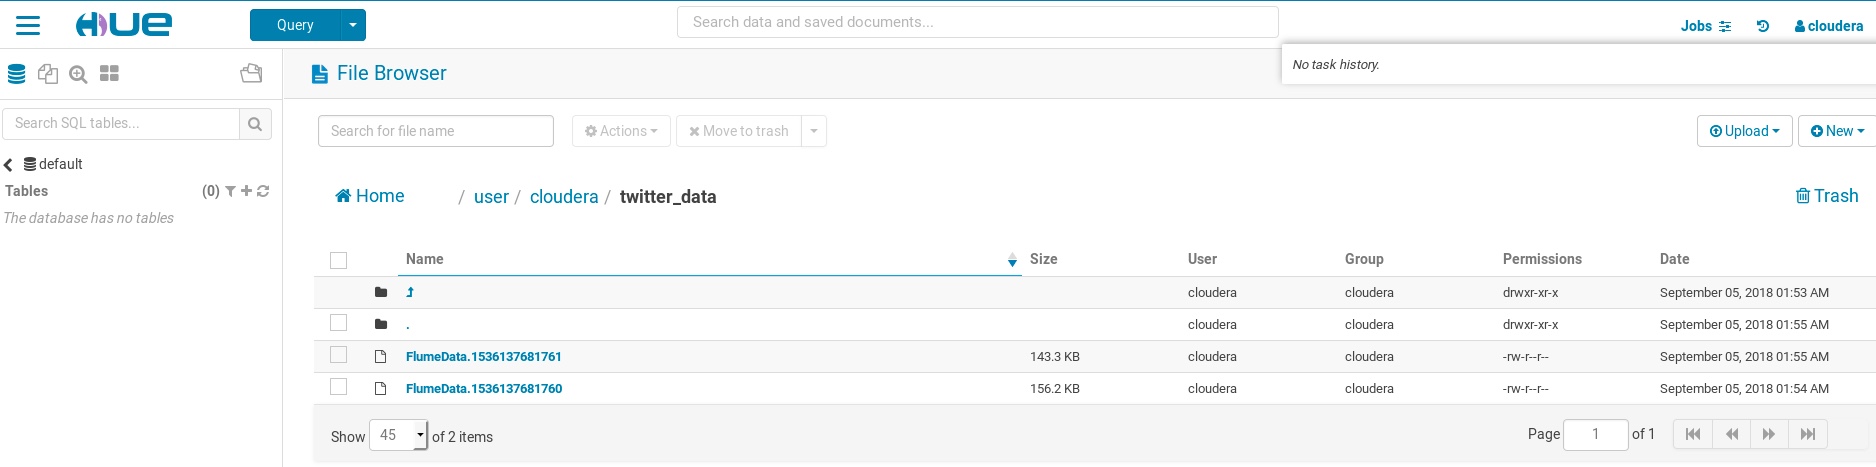 HUE
Query
Search data and saved documents...
Jobs
cloudera
No task history.
File Browser
Search SQL tables...
Search for file name
Actions
Move to trash
Upload
New
default
Tables (0)
The database has no tables
Home / user / cloudera / twitter_data
Trash
Name Size User Group Permissions Date
cloudera cloudera drwxr-xr-x September 05, 2018 01:53 AM
. cloudera cloudera drwxr-xr-x September 05, 2018 01:55 AM
FlumeData.1536137681761 143.3 KB cloudera cloudera -rw-r--r-- September 05, 2018 01:55 AM
FlumeData.1536137681760 156.2 KB cloudera cloudera -rw-r--r-- September 05, 2018 01:54 AM
Show 45 of 2 items
Page 1 of 1